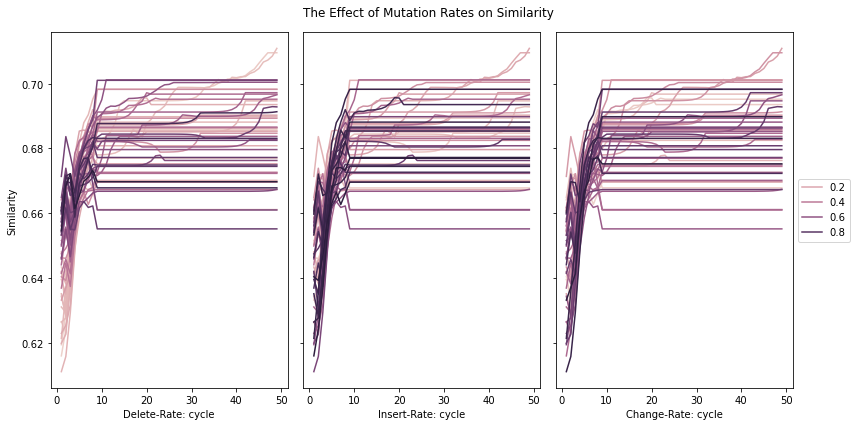 The Effect of Mutation Rates on Similarity
Similarity
0.70
0.68
0.66
0.64
0.62
0 10 20 30 40 50
Delete-Rate: cycle
0 10 20 30 40 50
Insert-Rate: cycle
0 10 20 30 40 50
Change-Rate: cycle
0.2
0.4
0.6
0.8